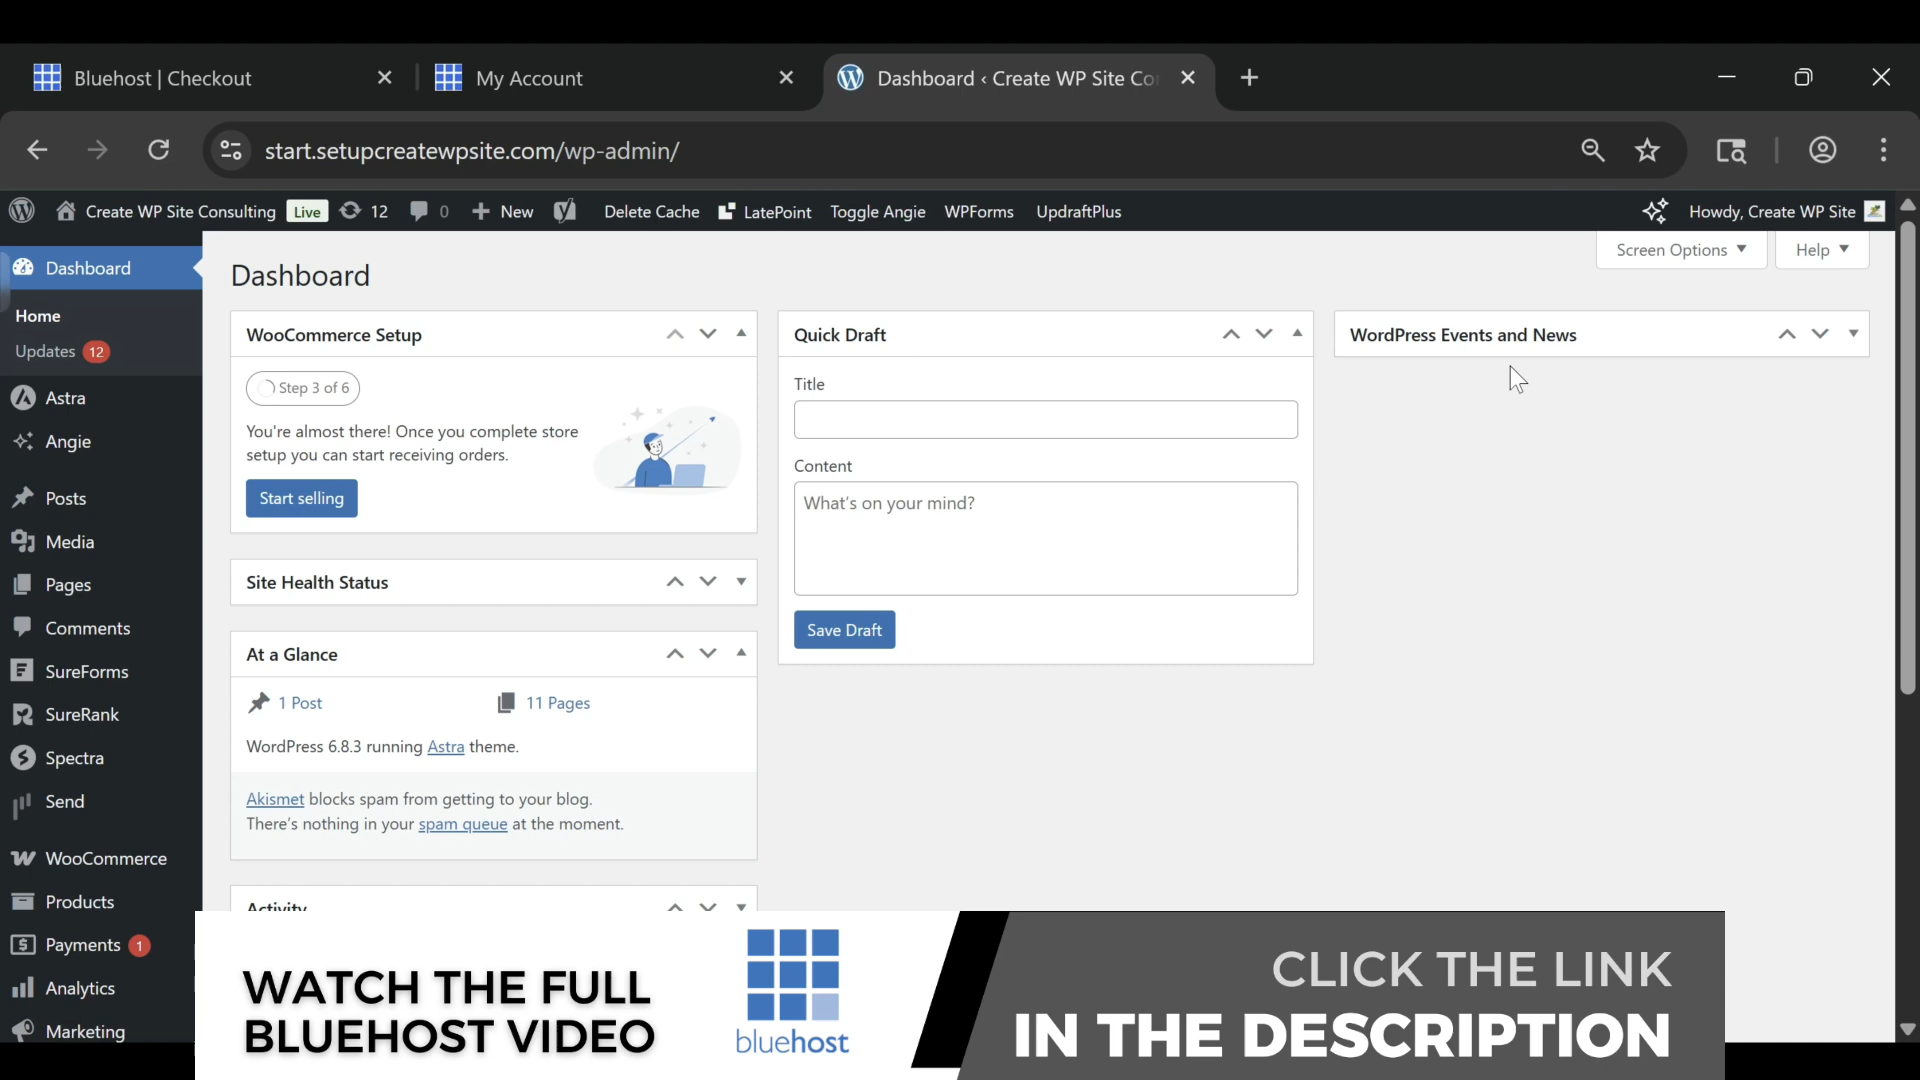 Bluehost | Checkout
My Account
Dashboard ‹ Create WP Site Co
start.setupcreatewpsite.com/wp-admin/
Create WP Site Consulting Live 12 0 New Delete Cache LatePoint Toggle Angie WPForms UpdraftPlus Howdy, Create WP Site
Screen Options Help
Dashboard
Home
Updates 12
Astra
Angie
Posts
Media
Pages
Comments
SureForms
SureRank
Spectra
Send
WooCommerce
Products
Payments 1
Analytics
Marketing
Dashboard
WooCommerce Setup
Step 3 of 6
You're almost there! Once you complete store
setup you can start receiving orders.
Start selling
Site Health Status
At a Glance
1 Post 11 Pages
WordPress 6.8.3 running Astra theme.
Akismet blocks spam from getting to your blog.
There's nothing in your spam queue at the moment.
Activity
Quick Draft
Title
Content
What's on your mind?
Save Draft
WordPress Events and News
WATCH THE FULL
BLUEHOST VIDEO
bluehost
CLICK THE LINK
IN THE DESCRIPTION